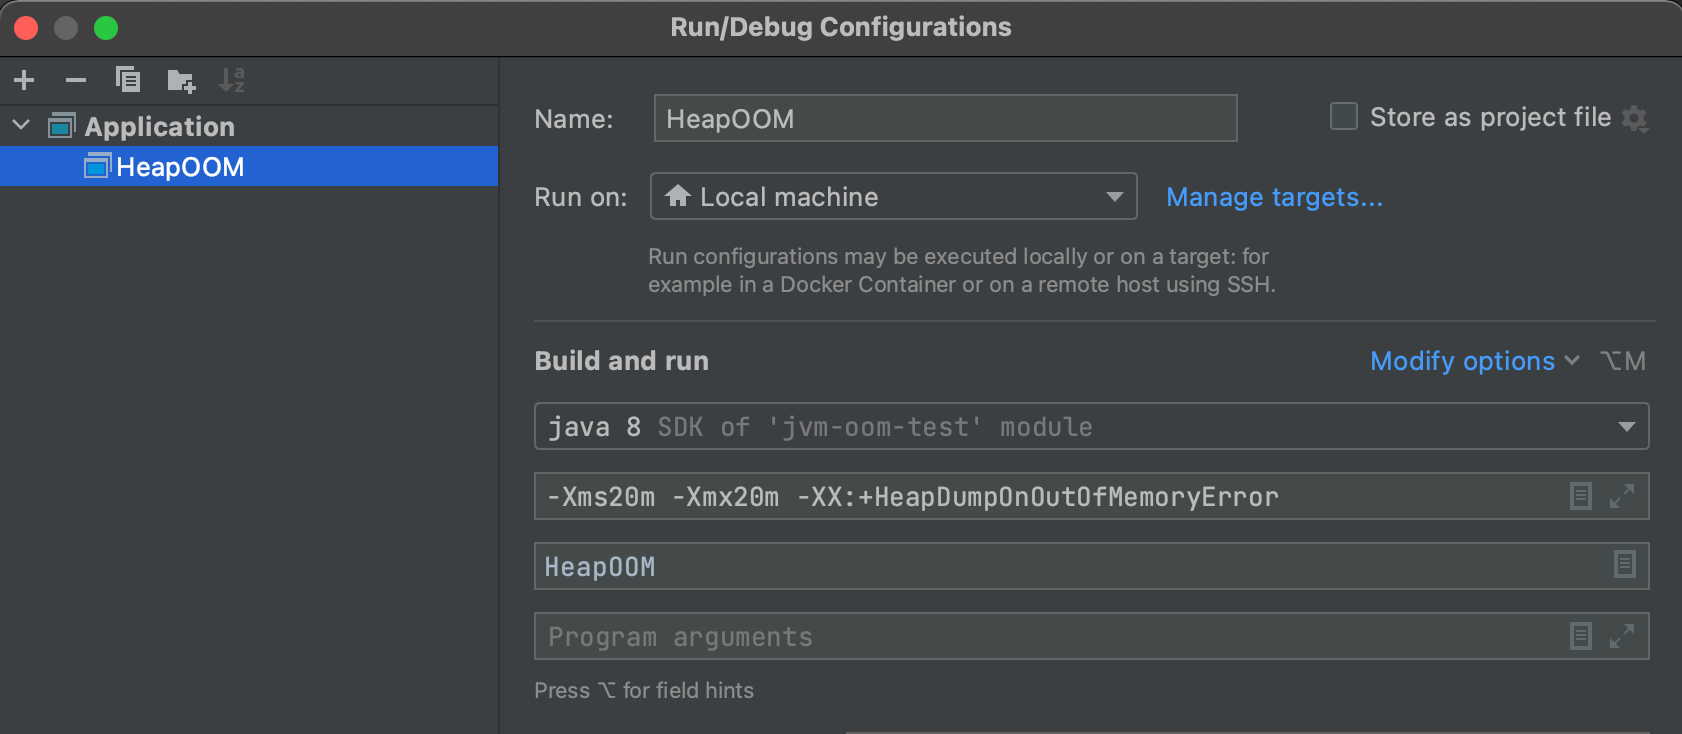 Run/Debug Configurations
Application
HeapOOM
Name: HeapOOM Store as project file
Run on: Local machine Manage targets...
Run configurations may be executed locally or on a target: for
example in a Docker Container or on a remote host using SSH.
Build and run Modify options ⌥M
java 8 SDK of 'jvm-oom-test' module
-Xms20m -Xmx20m -XX:+HeapDumpOnOutOfMemoryError
HeapOOM
Program arguments
Press ⌥ for field hints